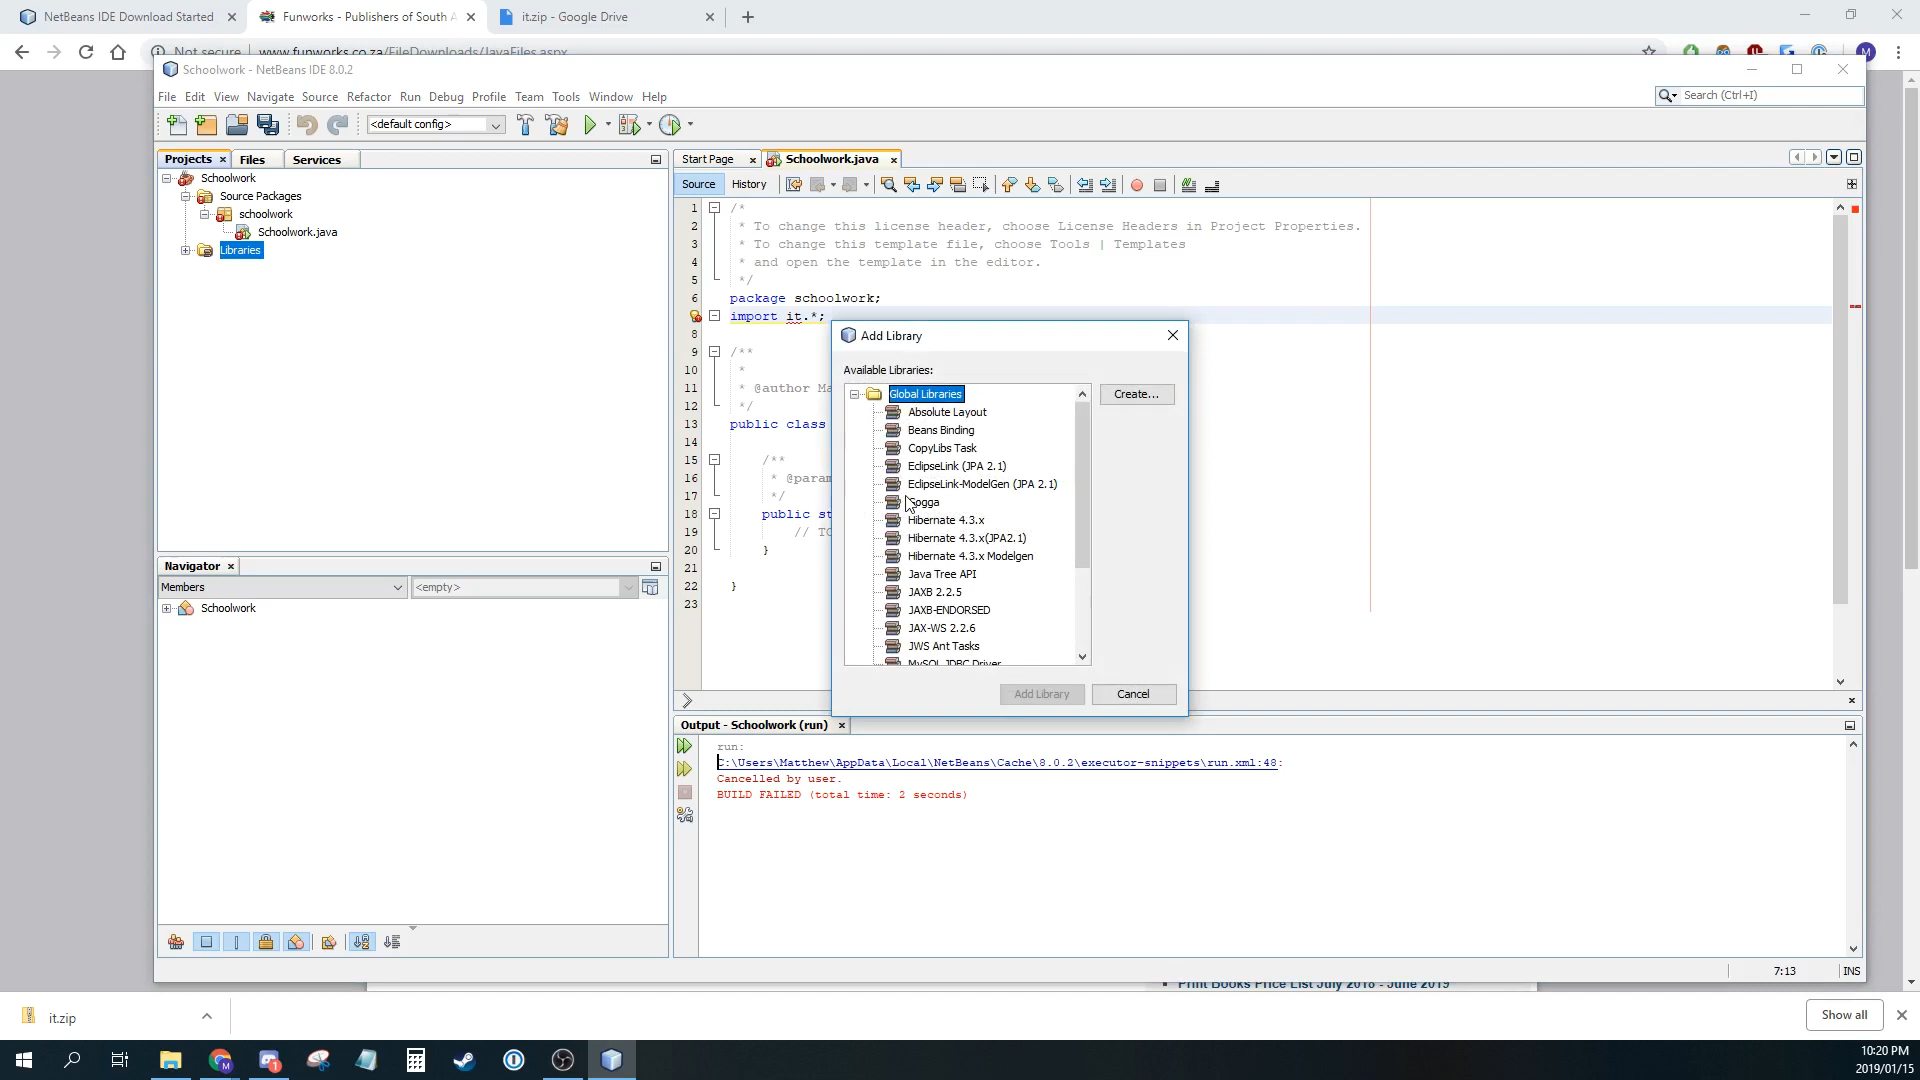 NetBeans IDE Download Started
Funworks - Publishers of South A
it.zip - Google Drive
Not secure
www.funworks.co.za/FileDownloads/JavaFiles.aspx
M
Schoolwork - NetBeans IDE 8.0.2
File Edit View Navigate Source Refactor Run Debug Profile Team Tools Window Help
Search (Ctrl+I)
<default config>
Projects
Files
Services
Start Page
Schoolwork.java
Source
History
Schoolwork
Source Packages
schoolwork
Schoolwork.java
Libraries
1 /*
2 * To change this license header, choose License Headers in Project Properties.
3 * To change this template file, choose Tools | Templates
4 * and open the template in the editor.
5 */
6 package schoolwork;
import it.*;
8
9 /**
10 *
11 * @author Ma
12 */
13 public class
14
15 /**
16 * @param
17 */
18 public st
19 // TO
20 }
21
22 }
23
Add Library
Available Libraries:
Global Libraries
Create...
Absolute Layout
Beans Binding
CopyLibs Task
EclipseLink (JPA 2.1)
EclipseLink-ModelGen (JPA 2.1)
Hibernate 4.3.x
Hibernate 4.3.x(JPA2.1)
Hibernate 4.3.x Modelgen
Java Tree API
JAXB 2.2.5
JAXB-ENDORSED
JAX-WS 2.2.6
JWS Ant Tasks
MySQL JDBC Driver
Add Library
Cancel
Navigator
Members
<empty>
Schoolwork
Output - Schoolwork (run)
run:
C:\Users\Matthew\AppData\Local\NetBeans\Cache\8.0.2\executor-snippets\run.xml:48:
Cancelled by user.
BUILD FAILED (total time: 2 seconds)
7:13
INS
Print Books Price List July 2018 - June 2019
it.zip
Show all
10:20 PM
2019/01/15